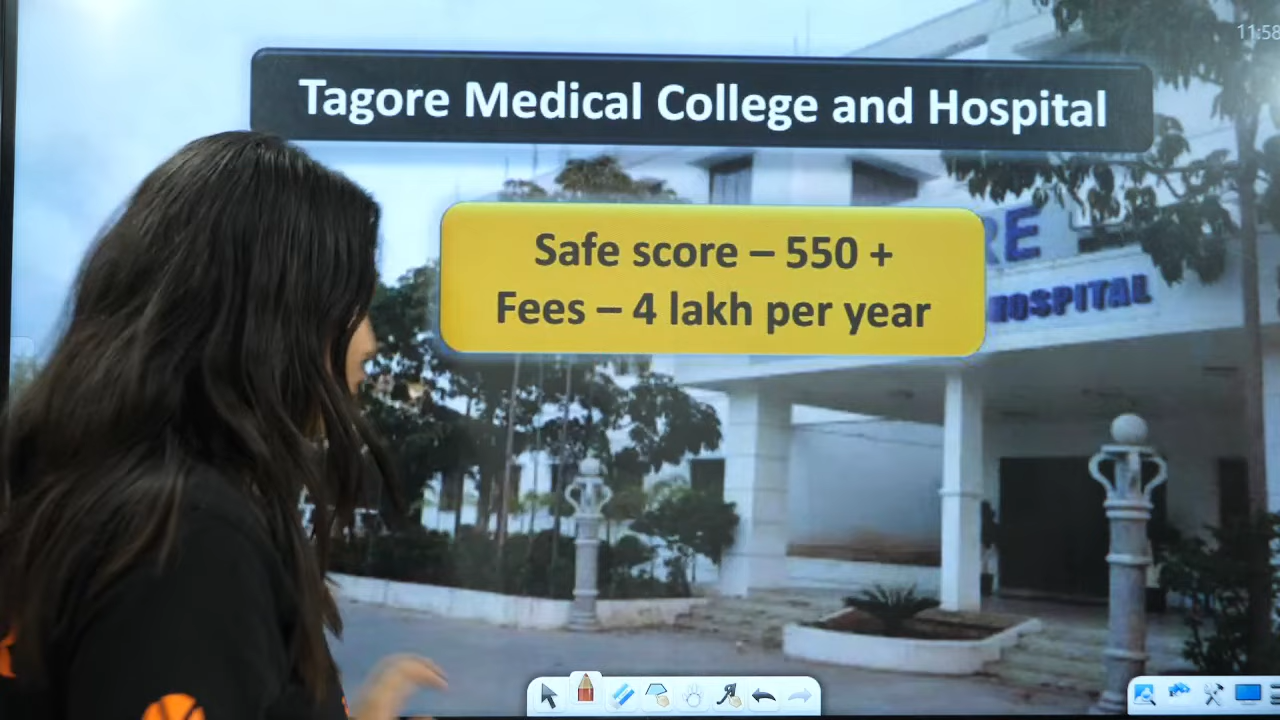 11:58
Tagore Medical College and Hospital
Safe score – 550 +
Fees – 4 lakh per year
RE
HOSPITAL